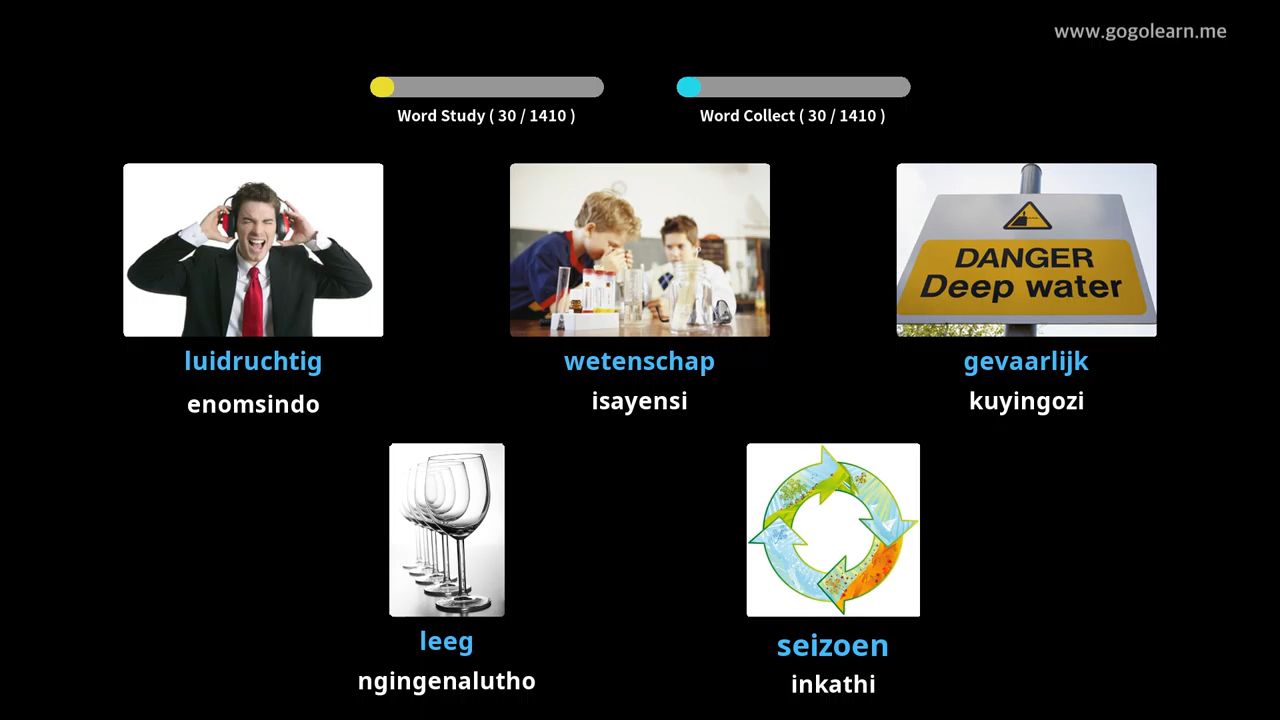 www.gogolearn.me
Word Study ( 30 / 1410 )
Word Collect ( 30 / 1410 )
DANGER
Deep water
luidruchtig
wetenschap
gevaarlijk
enomsindo
isayensi
kuyingozi
leeg
seizoen
ngingenalutho
inkathi